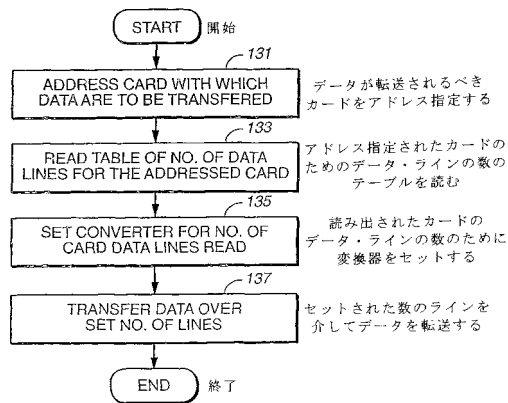 START 開始
131
ADDRESS CARD WITH WHICH
DATA ARE TO BE TRANSFERED
データが転送されるべき
カードをアドレス指定する
133
READ TABLE OF NO. OF DATA
LINES FOR THE ADDRESSED CARD
アドレス指定されたカードの
ためのデータ・ラインの数の
テーブルを読む
135
SET CONVERTER FOR NO. OF
CARD DATA LINES READ
読み出されたカードの
データ・ラインの数のために
変換器をセットする
137
TRANSFER DATA OVER
SET NO. OF LINES
セットされた数のラインを
介してデータを転送する
END 終了